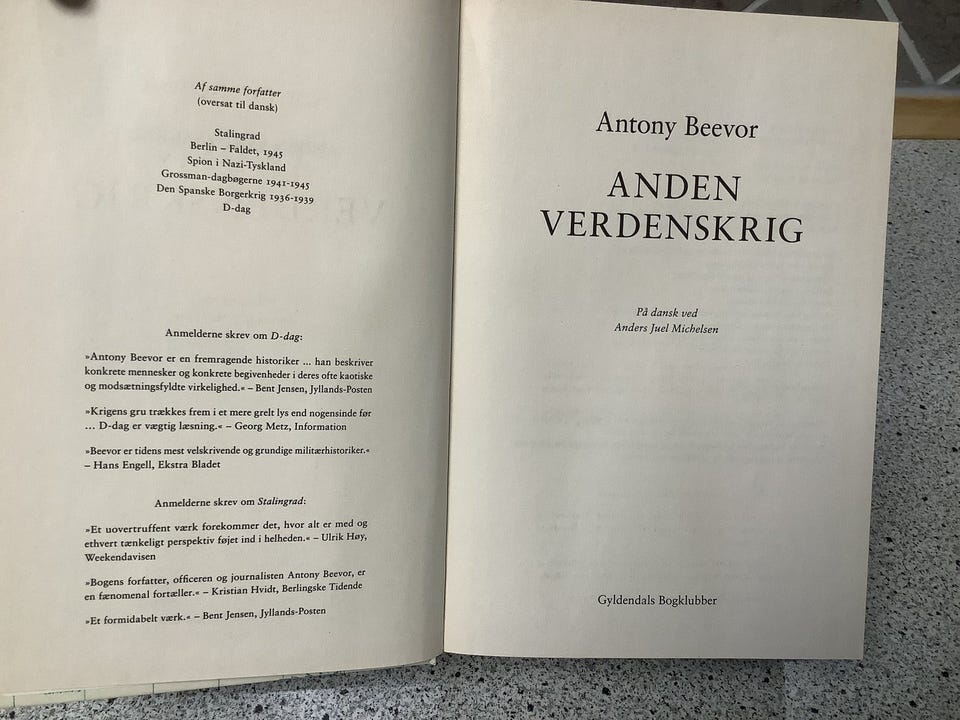 Af samme forfatter
(oversat til dansk)
Stalingrad
Berlin – Faldet, 1945
Spion i Nazi-Tyskland
Grossman-dagbøgerne 1941-1945
Den Spanske Borgerkrig 1936-1939
D-dag
Anmelderne skrev om D-dag:
»Antony Beevor er en fremragende historiker ... han beskriver
konkrete mennesker og konkrete begivenheder i deres ofte kaotiske
og modsætningsfyldte virkelighed.« – Bent Jensen, Jyllands-Posten
»Krigens gru trækkes frem i et mere grelt lys end nogensinde før
... D-dag er vægtig læsning.« – Georg Metz, Information
»Beevor er tidens mest velskrivende og grundige militærhistoriker.«
– Hans Engell, Ekstra Bladet
Anmelderne skrev om Stalingrad:
»Et uovertruffent værk forekommer det, hvor alt er med og
ethvert tænkeligt perspektiv føjet ind i helheden.« – Ulrik Høy,
Weekendavisen
»Bogens forfatter, officeren og journalisten Antony Beevor, er
en fænomenal fortæller.« – Kristian Hvidt, Berlingske Tidende
»Et formidabelt værk.« – Bent Jensen, Jyllands-Posten
Antony Beevor
ANDEN
VERDENSKRIG
På dansk ved
Anders Juel Michelsen
Gyldendals Bogklubber